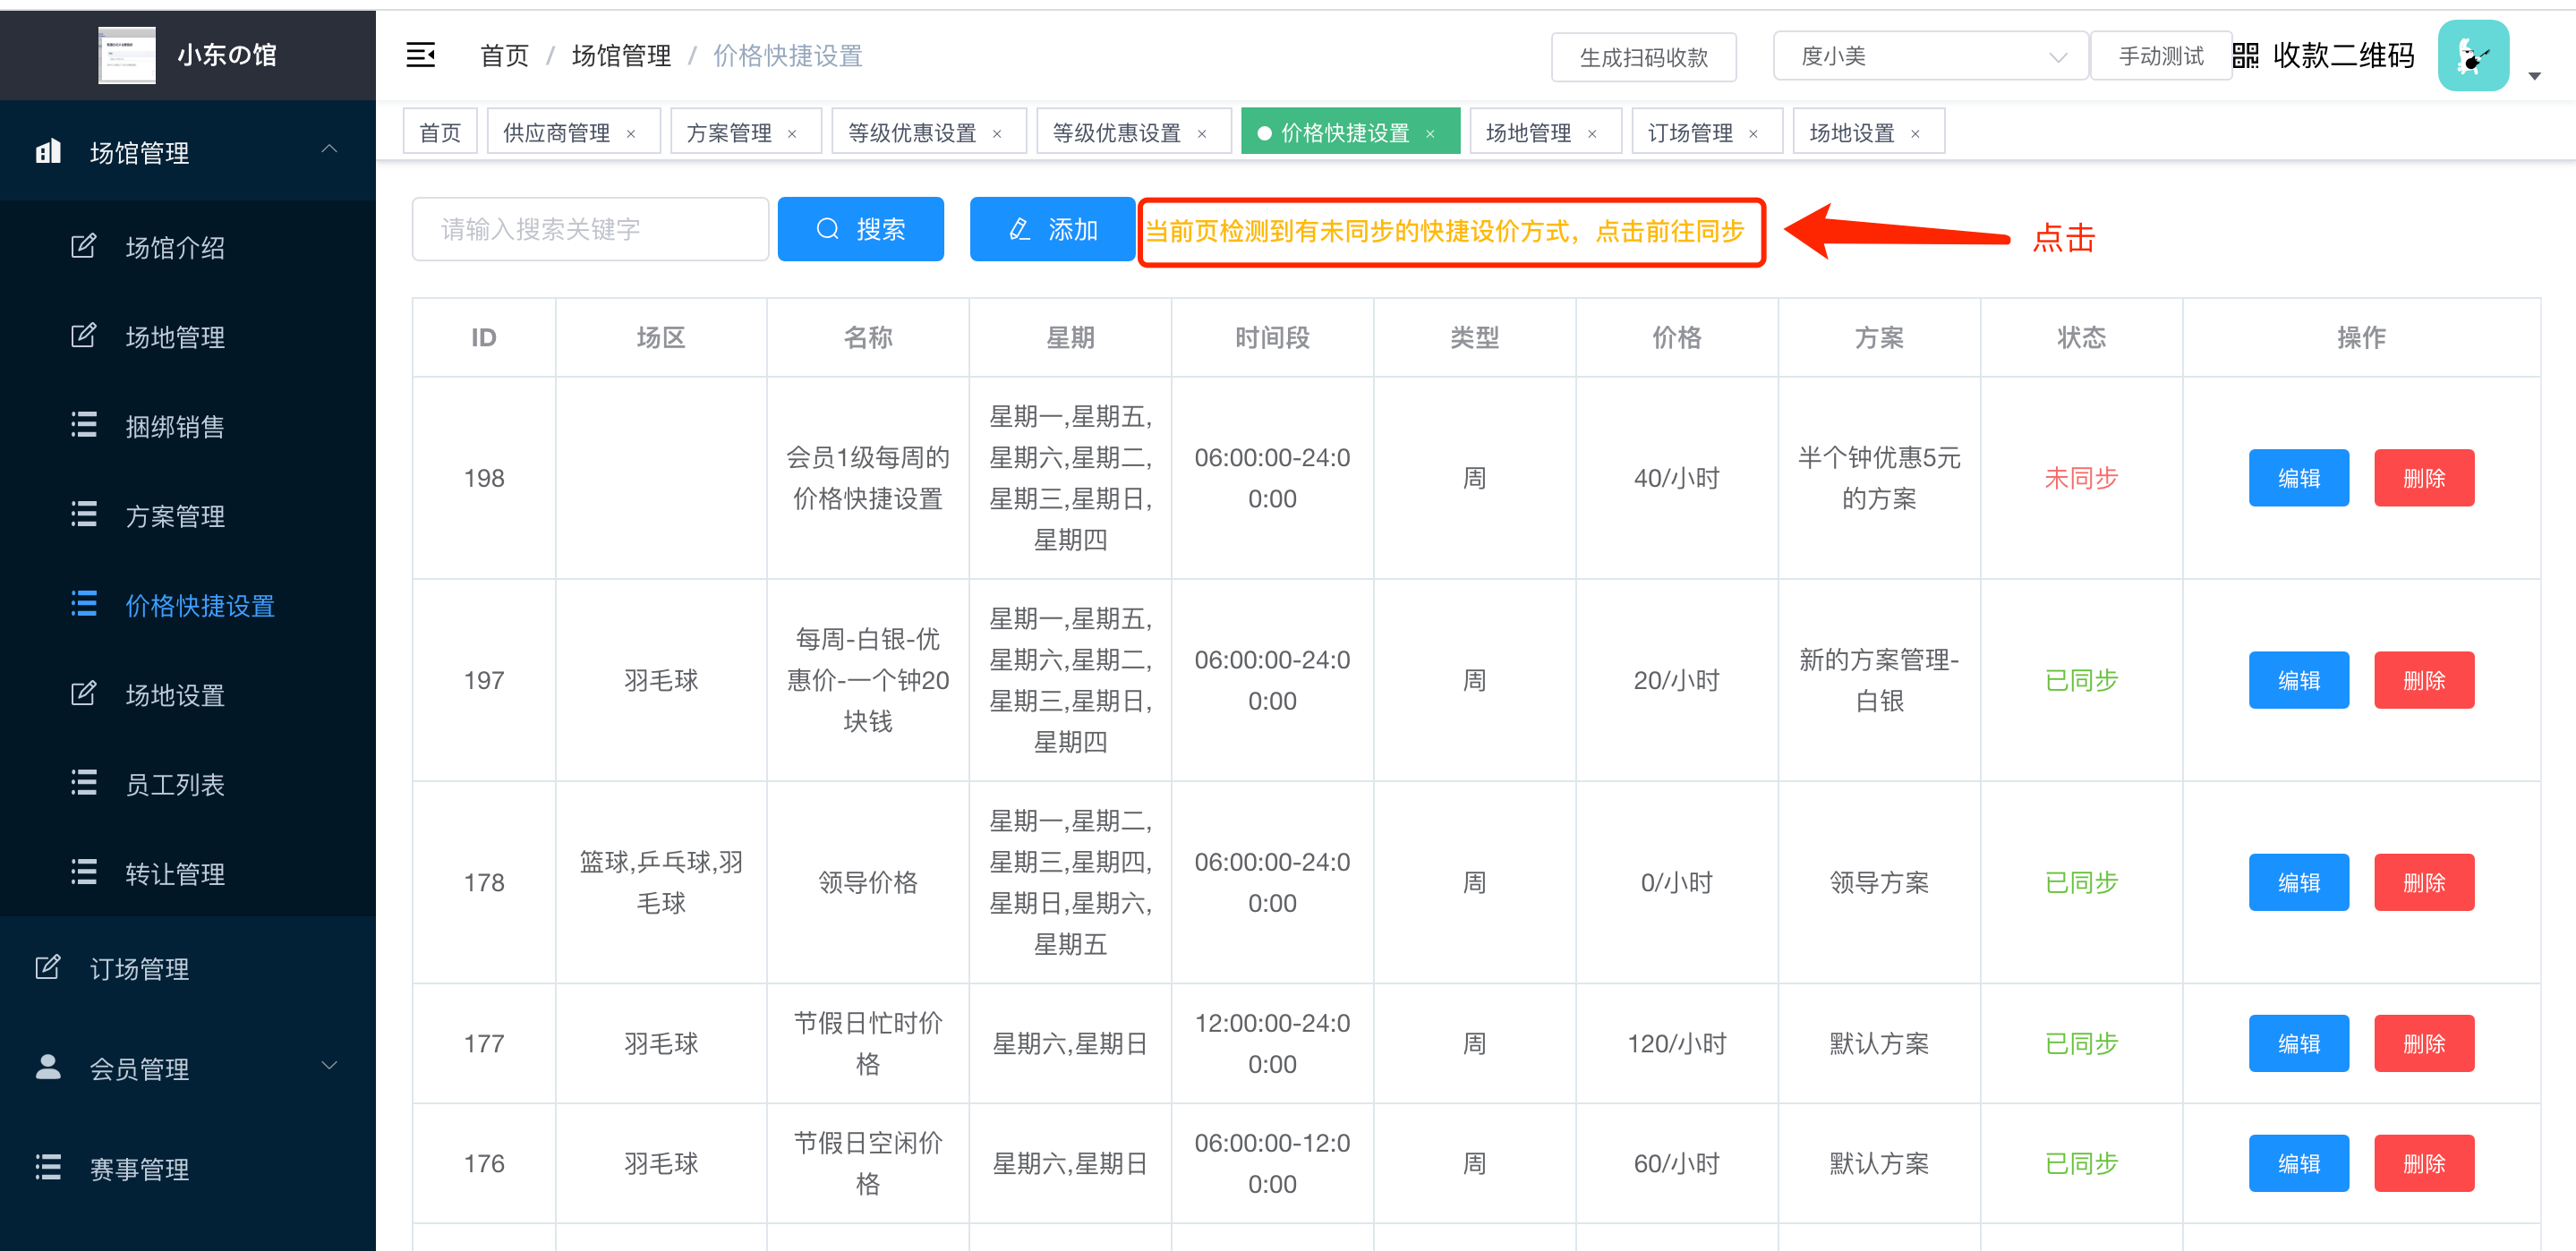 小东の馆
首页 / 场馆管理 / 价格快捷设置
生成扫码收款
度小美
手动测试
收款二维码
首页
供应商管理 ×
方案管理 ×
等级优惠设置 ×
等级优惠设置 ×
价格快捷设置 ×
场地管理 ×
订场管理 ×
场地设置 ×
场馆管理
场馆介绍
场地管理
捆绑销售
方案管理
价格快捷设置
场地设置
员工列表
转让管理
订场管理
会员管理
赛事管理
请输入搜索关键字
搜索
添加
当前页检测到有未同步的快捷设价方式，点击前往同步
点击
ID 场区 名称 星期 时间段 类型 价格 方案 状态 操作
198
会员1级每周的
价格快捷设置
星期一,星期五,
星期六,星期二,
星期三,星期日,
星期四
06:00:00-24:0
0:00
周
40/小时
半个钟优惠5元
的方案
未同步
编辑
删除
197
羽毛球
每周-白银-优
惠价-一个钟20
块钱
星期一,星期五,
星期六,星期二,
星期三,星期日,
星期四
06:00:00-24:0
0:00
周
20/小时
新的方案管理-
白银
已同步
编辑
删除
178
篮球,乒乓球,羽
毛球
领导价格
星期一,星期二,
星期三,星期四,
星期日,星期六,
星期五
06:00:00-24:0
0:00
周
0/小时
领导方案
已同步
编辑
删除
177
羽毛球
节假日忙时价
格
星期六,星期日
12:00:00-24:0
0:00
周
120/小时
默认方案
已同步
编辑
删除
176
羽毛球
节假日空闲价
格
星期六,星期日
06:00:00-12:0
0:00
周
60/小时
默认方案
已同步
编辑
删除